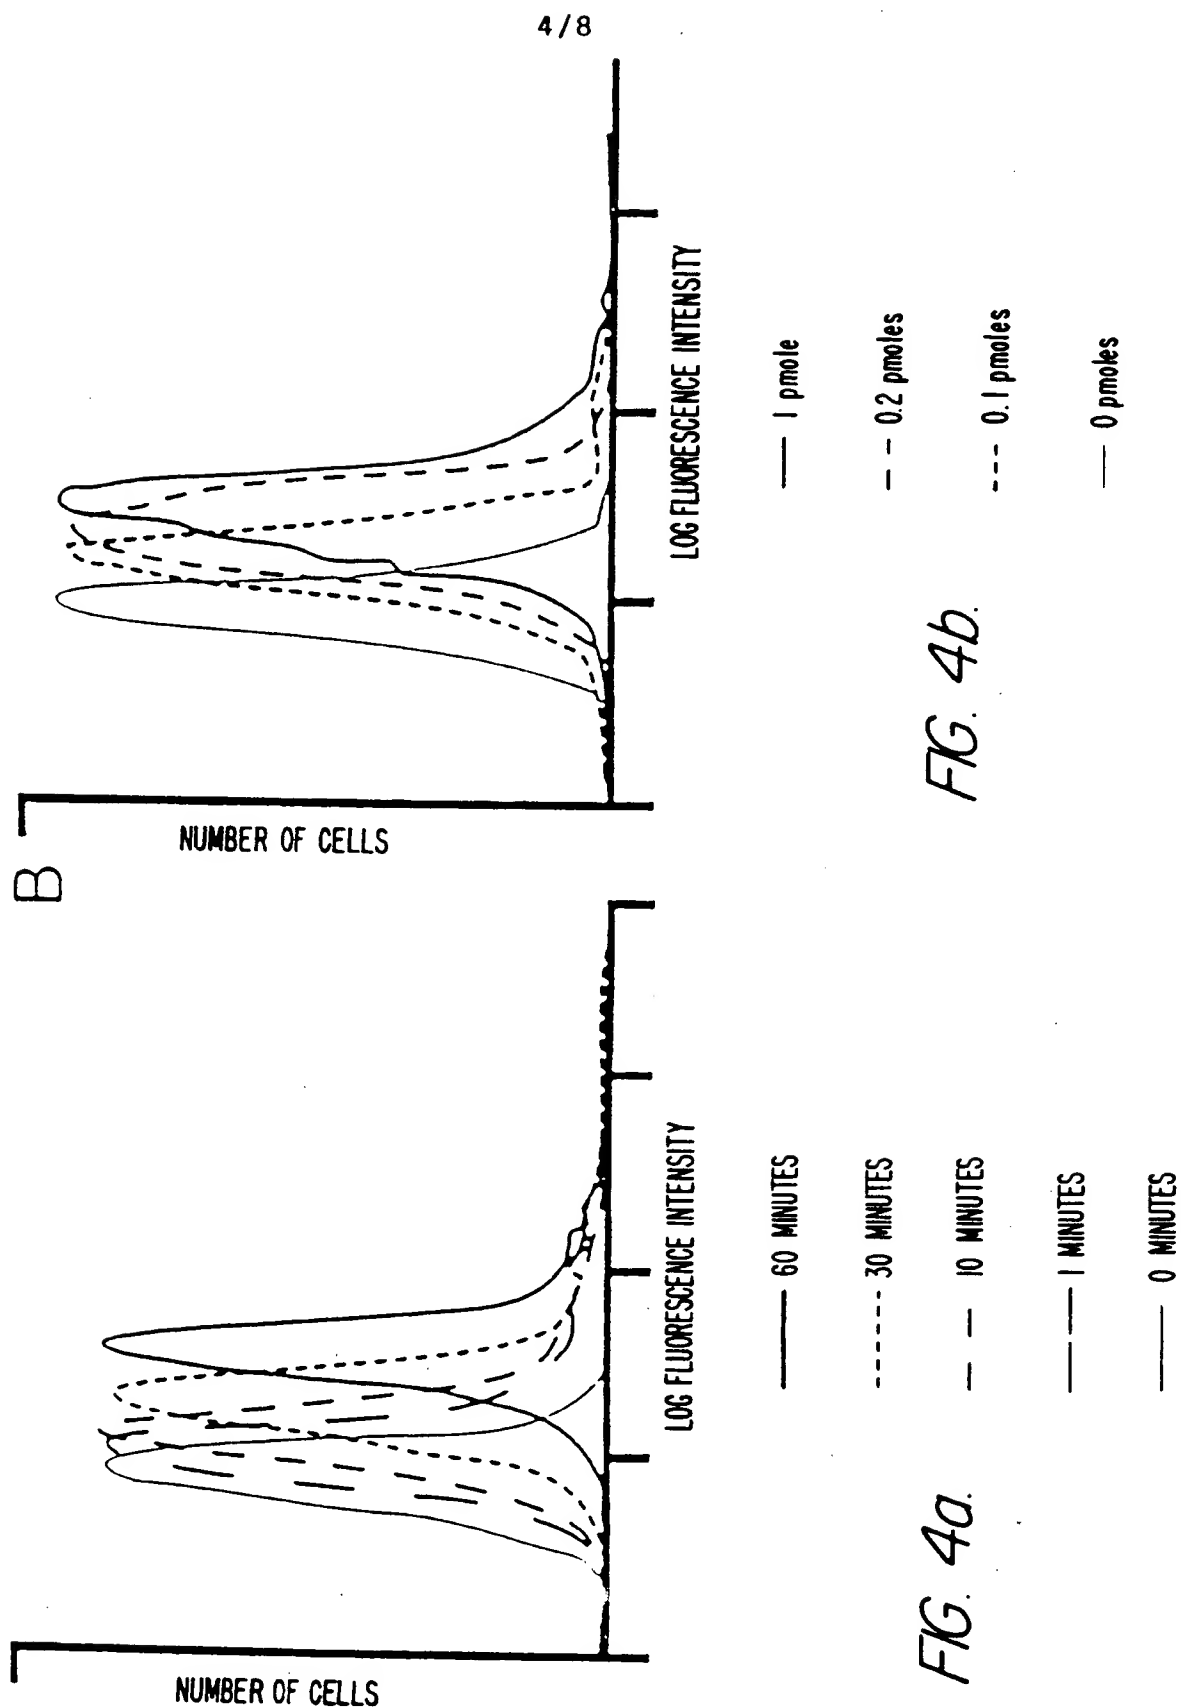 4/8
B
NUMBER OF CELLS
LOG FLUORESCENCE INTENSITY
1 pmole
0.2 pmoles
0.1 pmoles
0 pmoles
FIG. 4b.
NUMBER OF CELLS
LOG FLUORESCENCE INTENSITY
60 MINUTES
30 MINUTES
10 MINUTES
1 MINUTES
0 MINUTES
FIG. 4a.